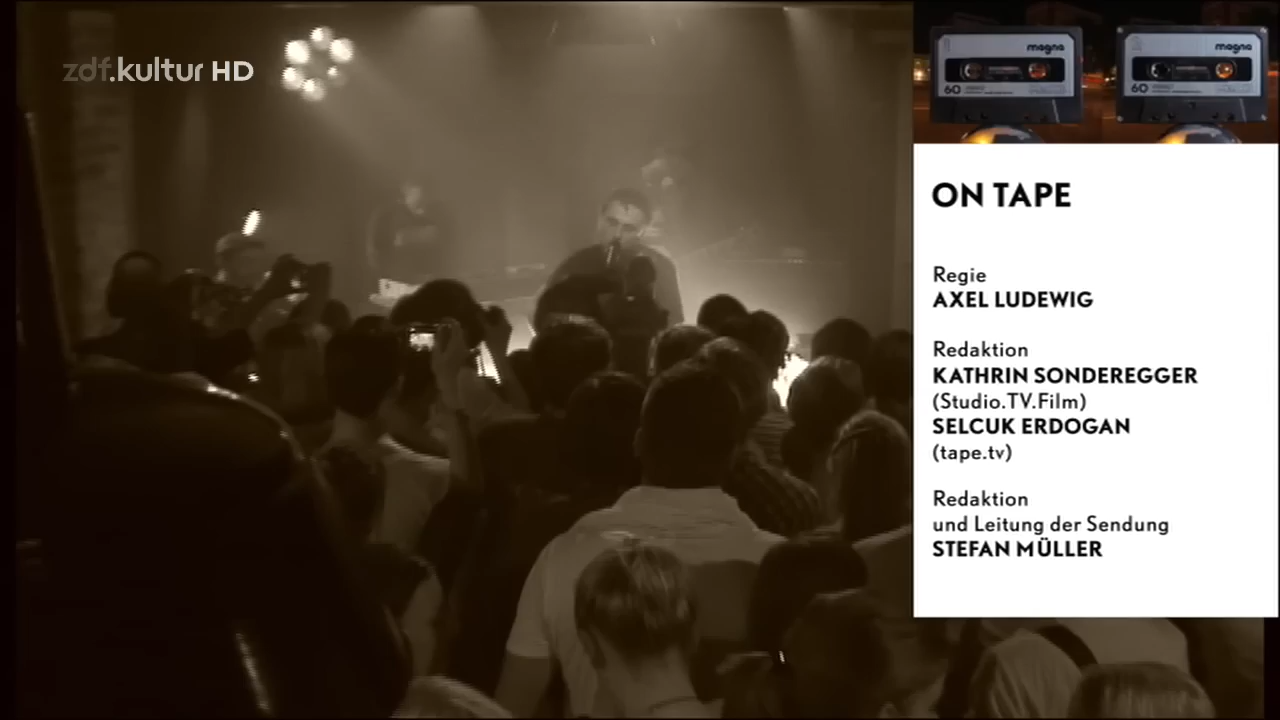 zdf.kultur HD
magna
60
magna
60
ON TAPE
Regie
AXEL LUDEWIG
Redaktion
KATHRIN SONDEREGGER
(Studio.TV.Film)
SELCUK ERDOGAN
(tape.tv)
Redaktion
und Leitung der Sendung
STEFAN MÜLLER